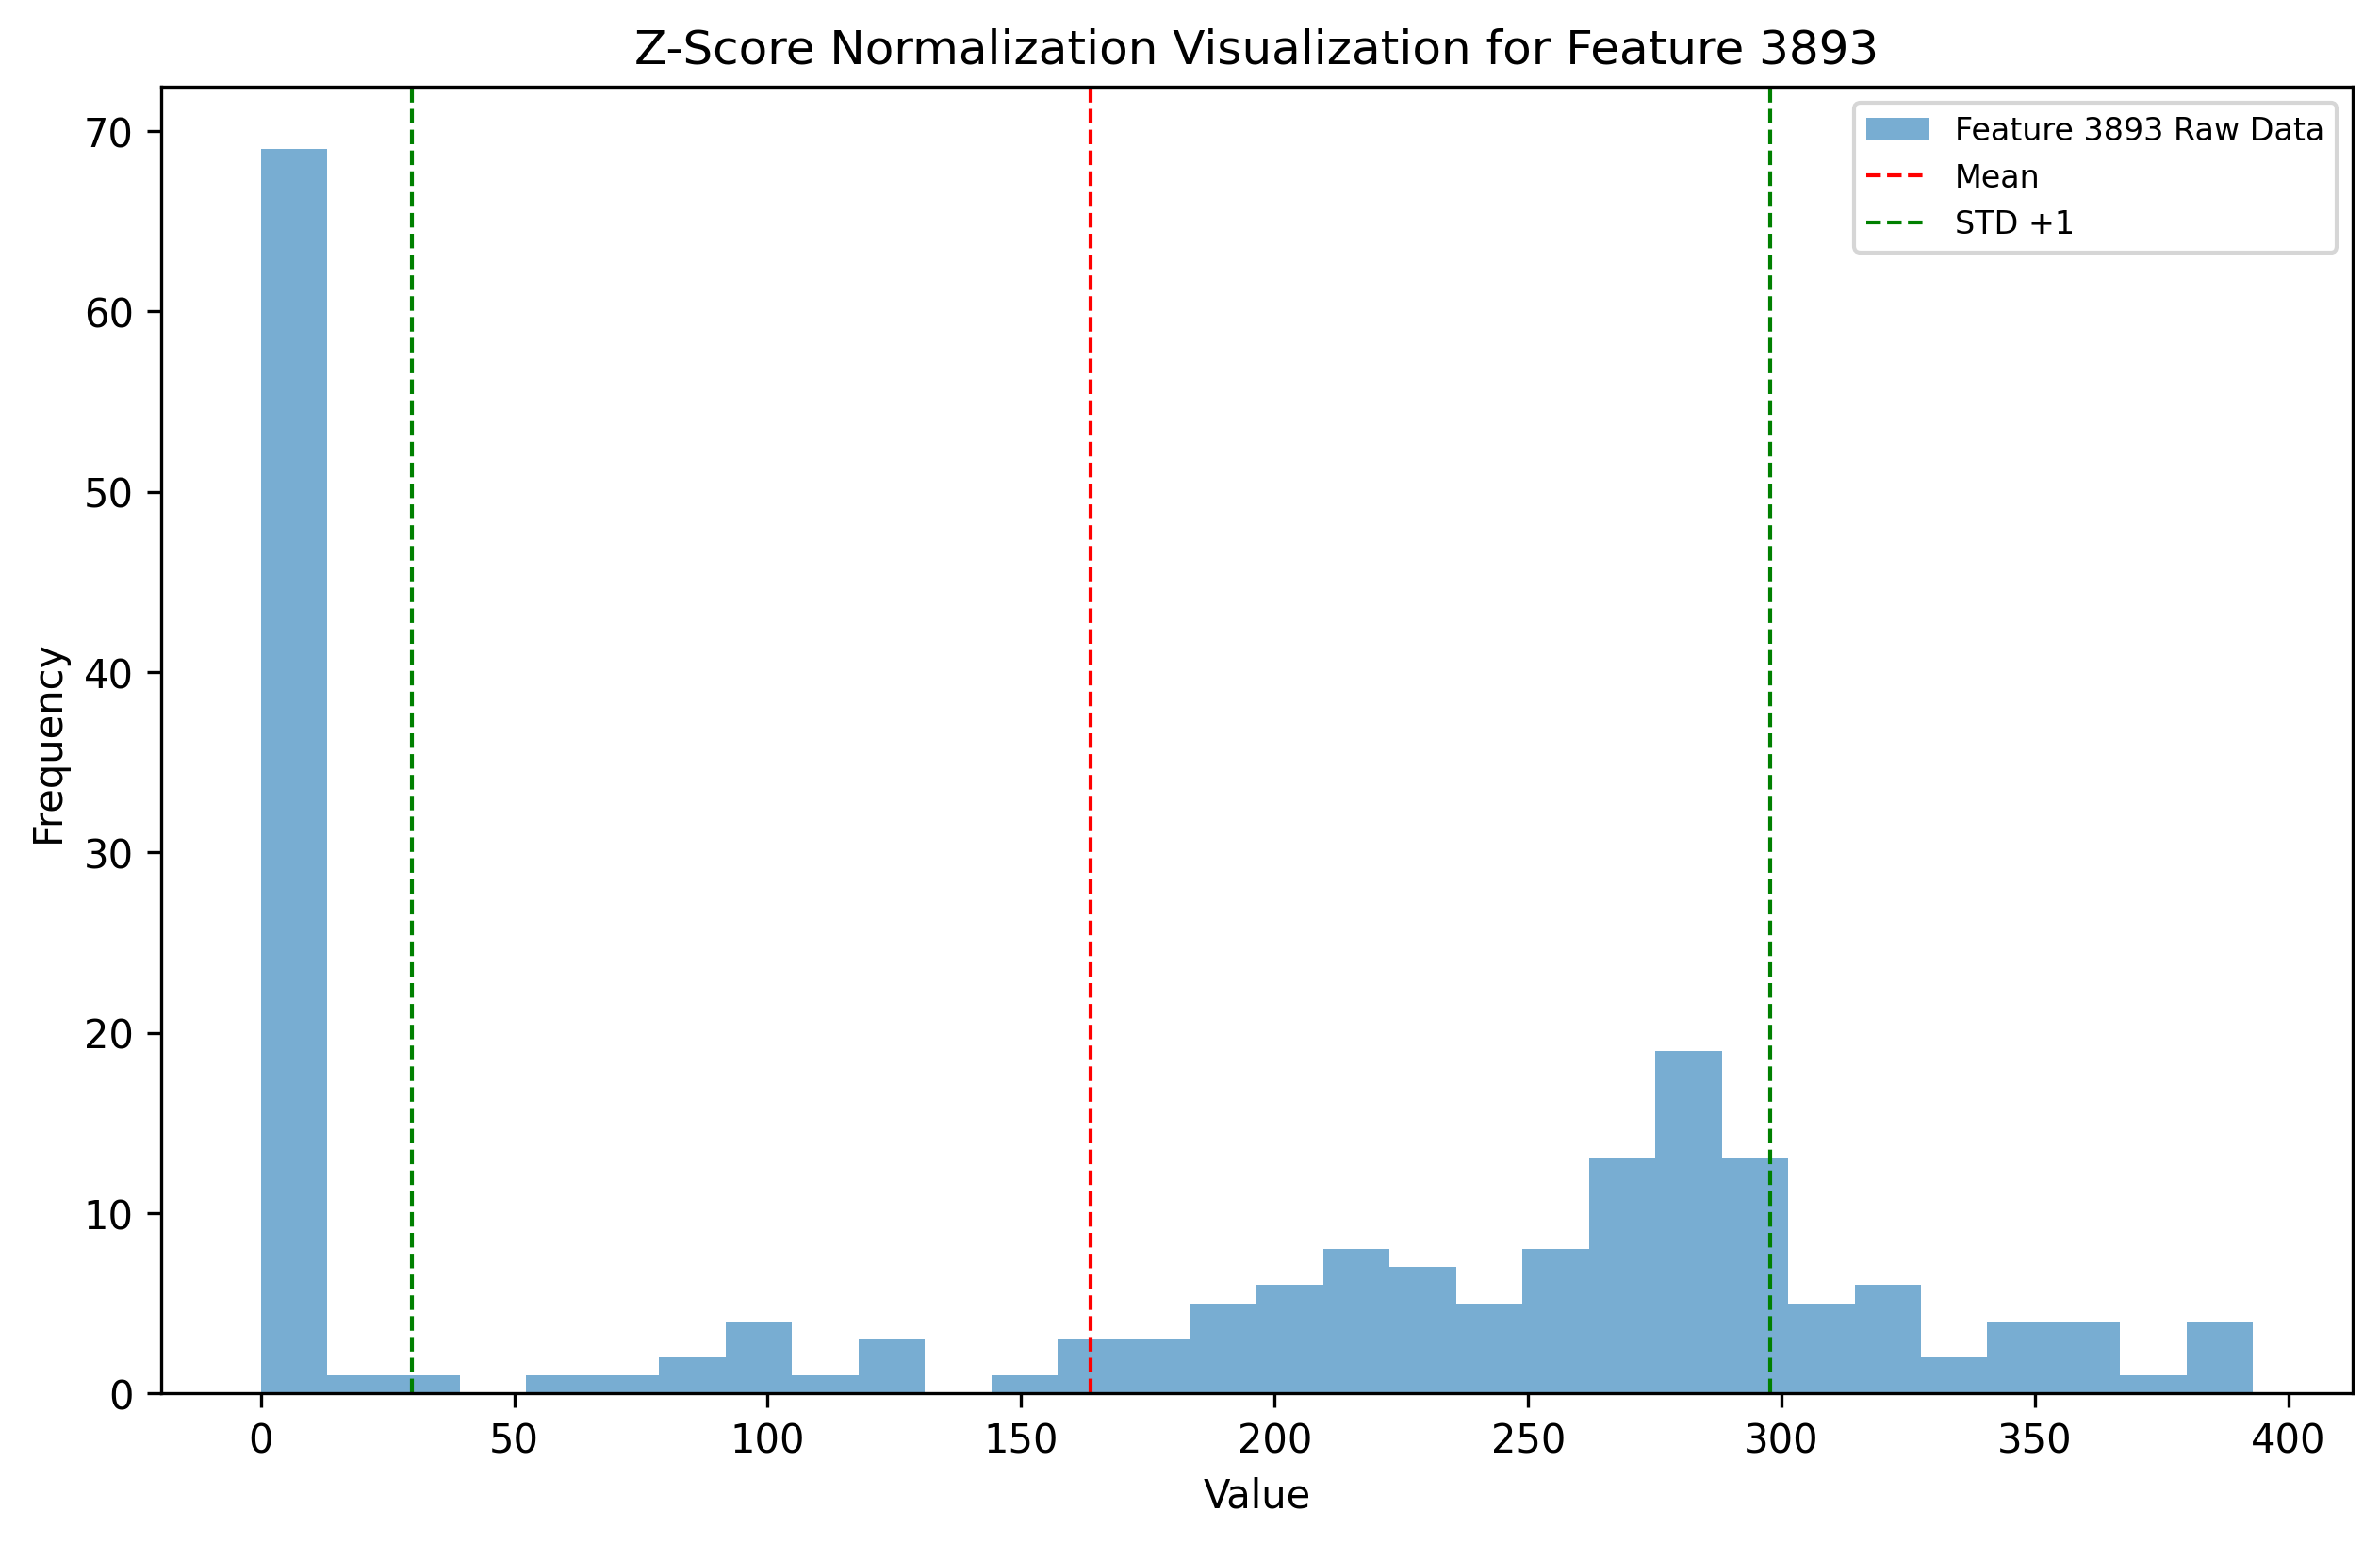 Z-Score Normalization Visualization for Feature 3893
Feature 3893 Raw Data
Mean
STD +1
Frequency
70
60
50
40
30
20
10
0
0 50 100 150 200 250 300 350 400
Value